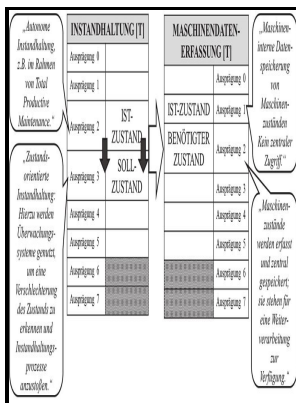 „Autonome
Instandhaltung,
z.B. im Rahmen
von Total
Productive
Maintenance.“
„Zustands-
orientierte
Instandhaltung:
Hierzu werden
Überwachungs-
systeme genutzt,
um eine
Verschlechterung
des Zustands zu
erkennen und
Instandhaltungs-
prozesse
anzustoßen.“
INSTANDHALTUNG [T]
Ausprägung 0
Ausprägung 1
Ausprägung 2
IST-
ZUSTAND
Ausprägung 3
SOLL-
ZUSTAND
Ausprägung 4
Ausprägung 5
Ausprägung 6
Ausprägung 7
MASCHINENDATEN-
ERFASSUNG [T]
Ausprägung 0
IST-ZUSTAND
Ausprägung 1
BENÖTIGTER
ZUSTAND
Ausprägung 2
Ausprägung 3
Ausprägung 4
Ausprägung 5
Ausprägung 6
Ausprägung 7
„Maschinen-
interne Daten-
speicherung
von
Maschinen-
zuständen
Kein zentraler
Zugriff.“
„Maschinen-
zustände
werden erfasst
und zentral
gespeichert;
sie stehen für
eine Weiter-
verarbeitung
zur
Verfügung.“